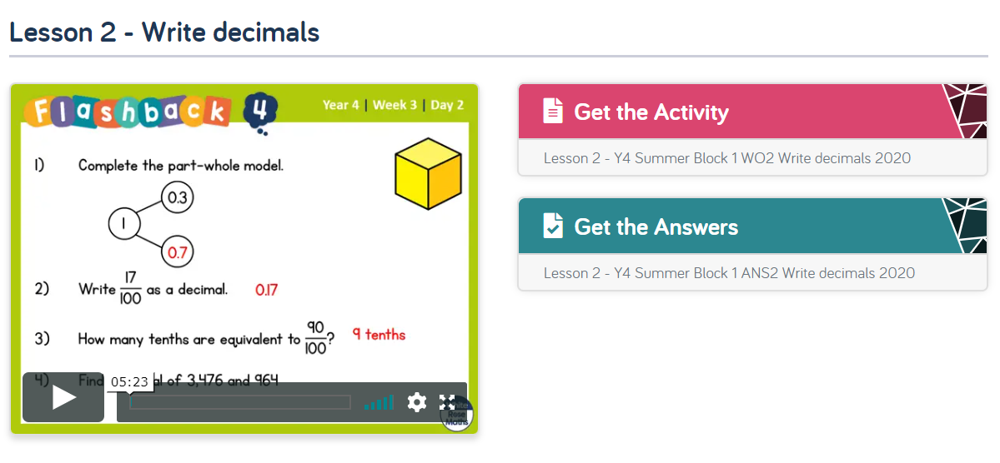 Lesson 2 - Write decimals
Flashback 4
Year 4 | Week 3 | Day 2
1) Complete the part-whole model.
0.3
1
0.7
2) Write 17/100 as a decimal. 0.17
3) How many tenths are equivalent to 90/100? 9 tenths
4) Find al of 3,476 and 964
05:23
Rose
Maths
Get the Activity
Lesson 2 - Y4 Summer Block 1 WO2 Write decimals 2020
Get the Answers
Lesson 2 - Y4 Summer Block 1 ANS2 Write decimals 2020